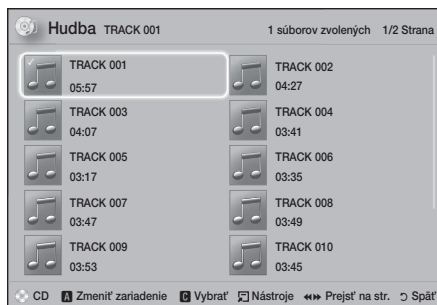 Hudba TRACK 001 1 súborov zvolených 1/2 Strana
TRACK 001 TRACK 002
05:57 04:27
TRACK 003 TRACK 004
04:07 03:41
TRACK 005 TRACK 006
03:17 03:35
TRACK 007 TRACK 008
03:47 03:49
TRACK 009 TRACK 010
03:53 03:45
CD A Zmeniť zariadenie C Vybrať Nástroje Prejsť na str. Späť